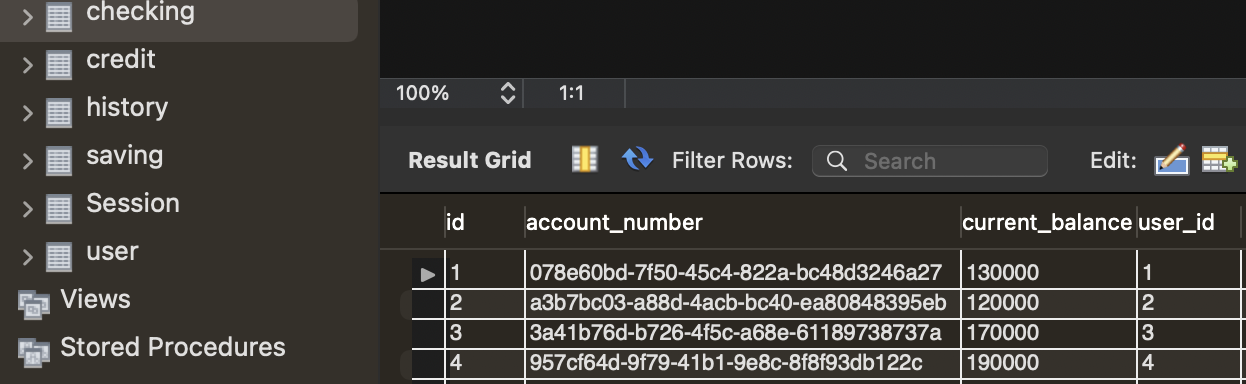 checking
credit
history
saving
Session
user
Views
Stored Procedures
100% 1:1
Result Grid Filter Rows: Search Edit:
id account_number current_balance user_id
1 078e60bd-7f50-45c4-822a-bc48d3246a27 130000 1
2 a3b7bc03-a88d-4acb-bc40-ea80848395eb 120000 2
3 3a41b76d-b726-4f5c-a68e-61189738737a 170000 3
4 957cf64d-9f79-41b1-9e8c-8f8f93db122c 190000 4